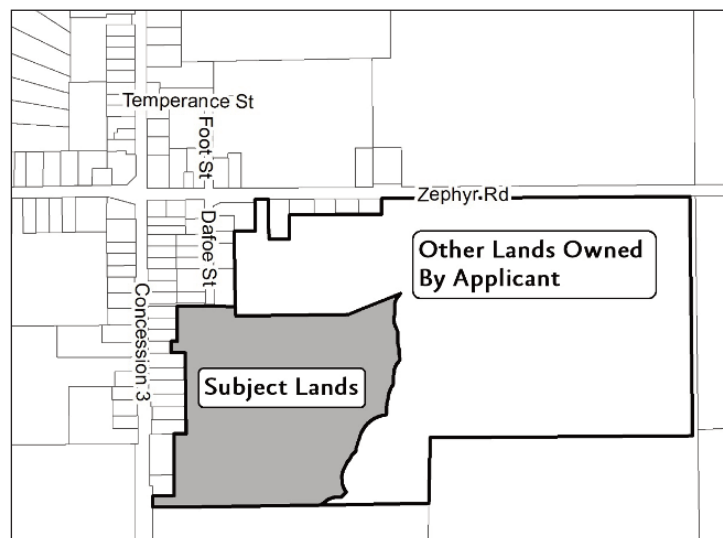 Temperance St
Foot St
Zephyr Rd
Dafoe St
Other Lands Owned
By Applicant
Concession 3
Subject Lands